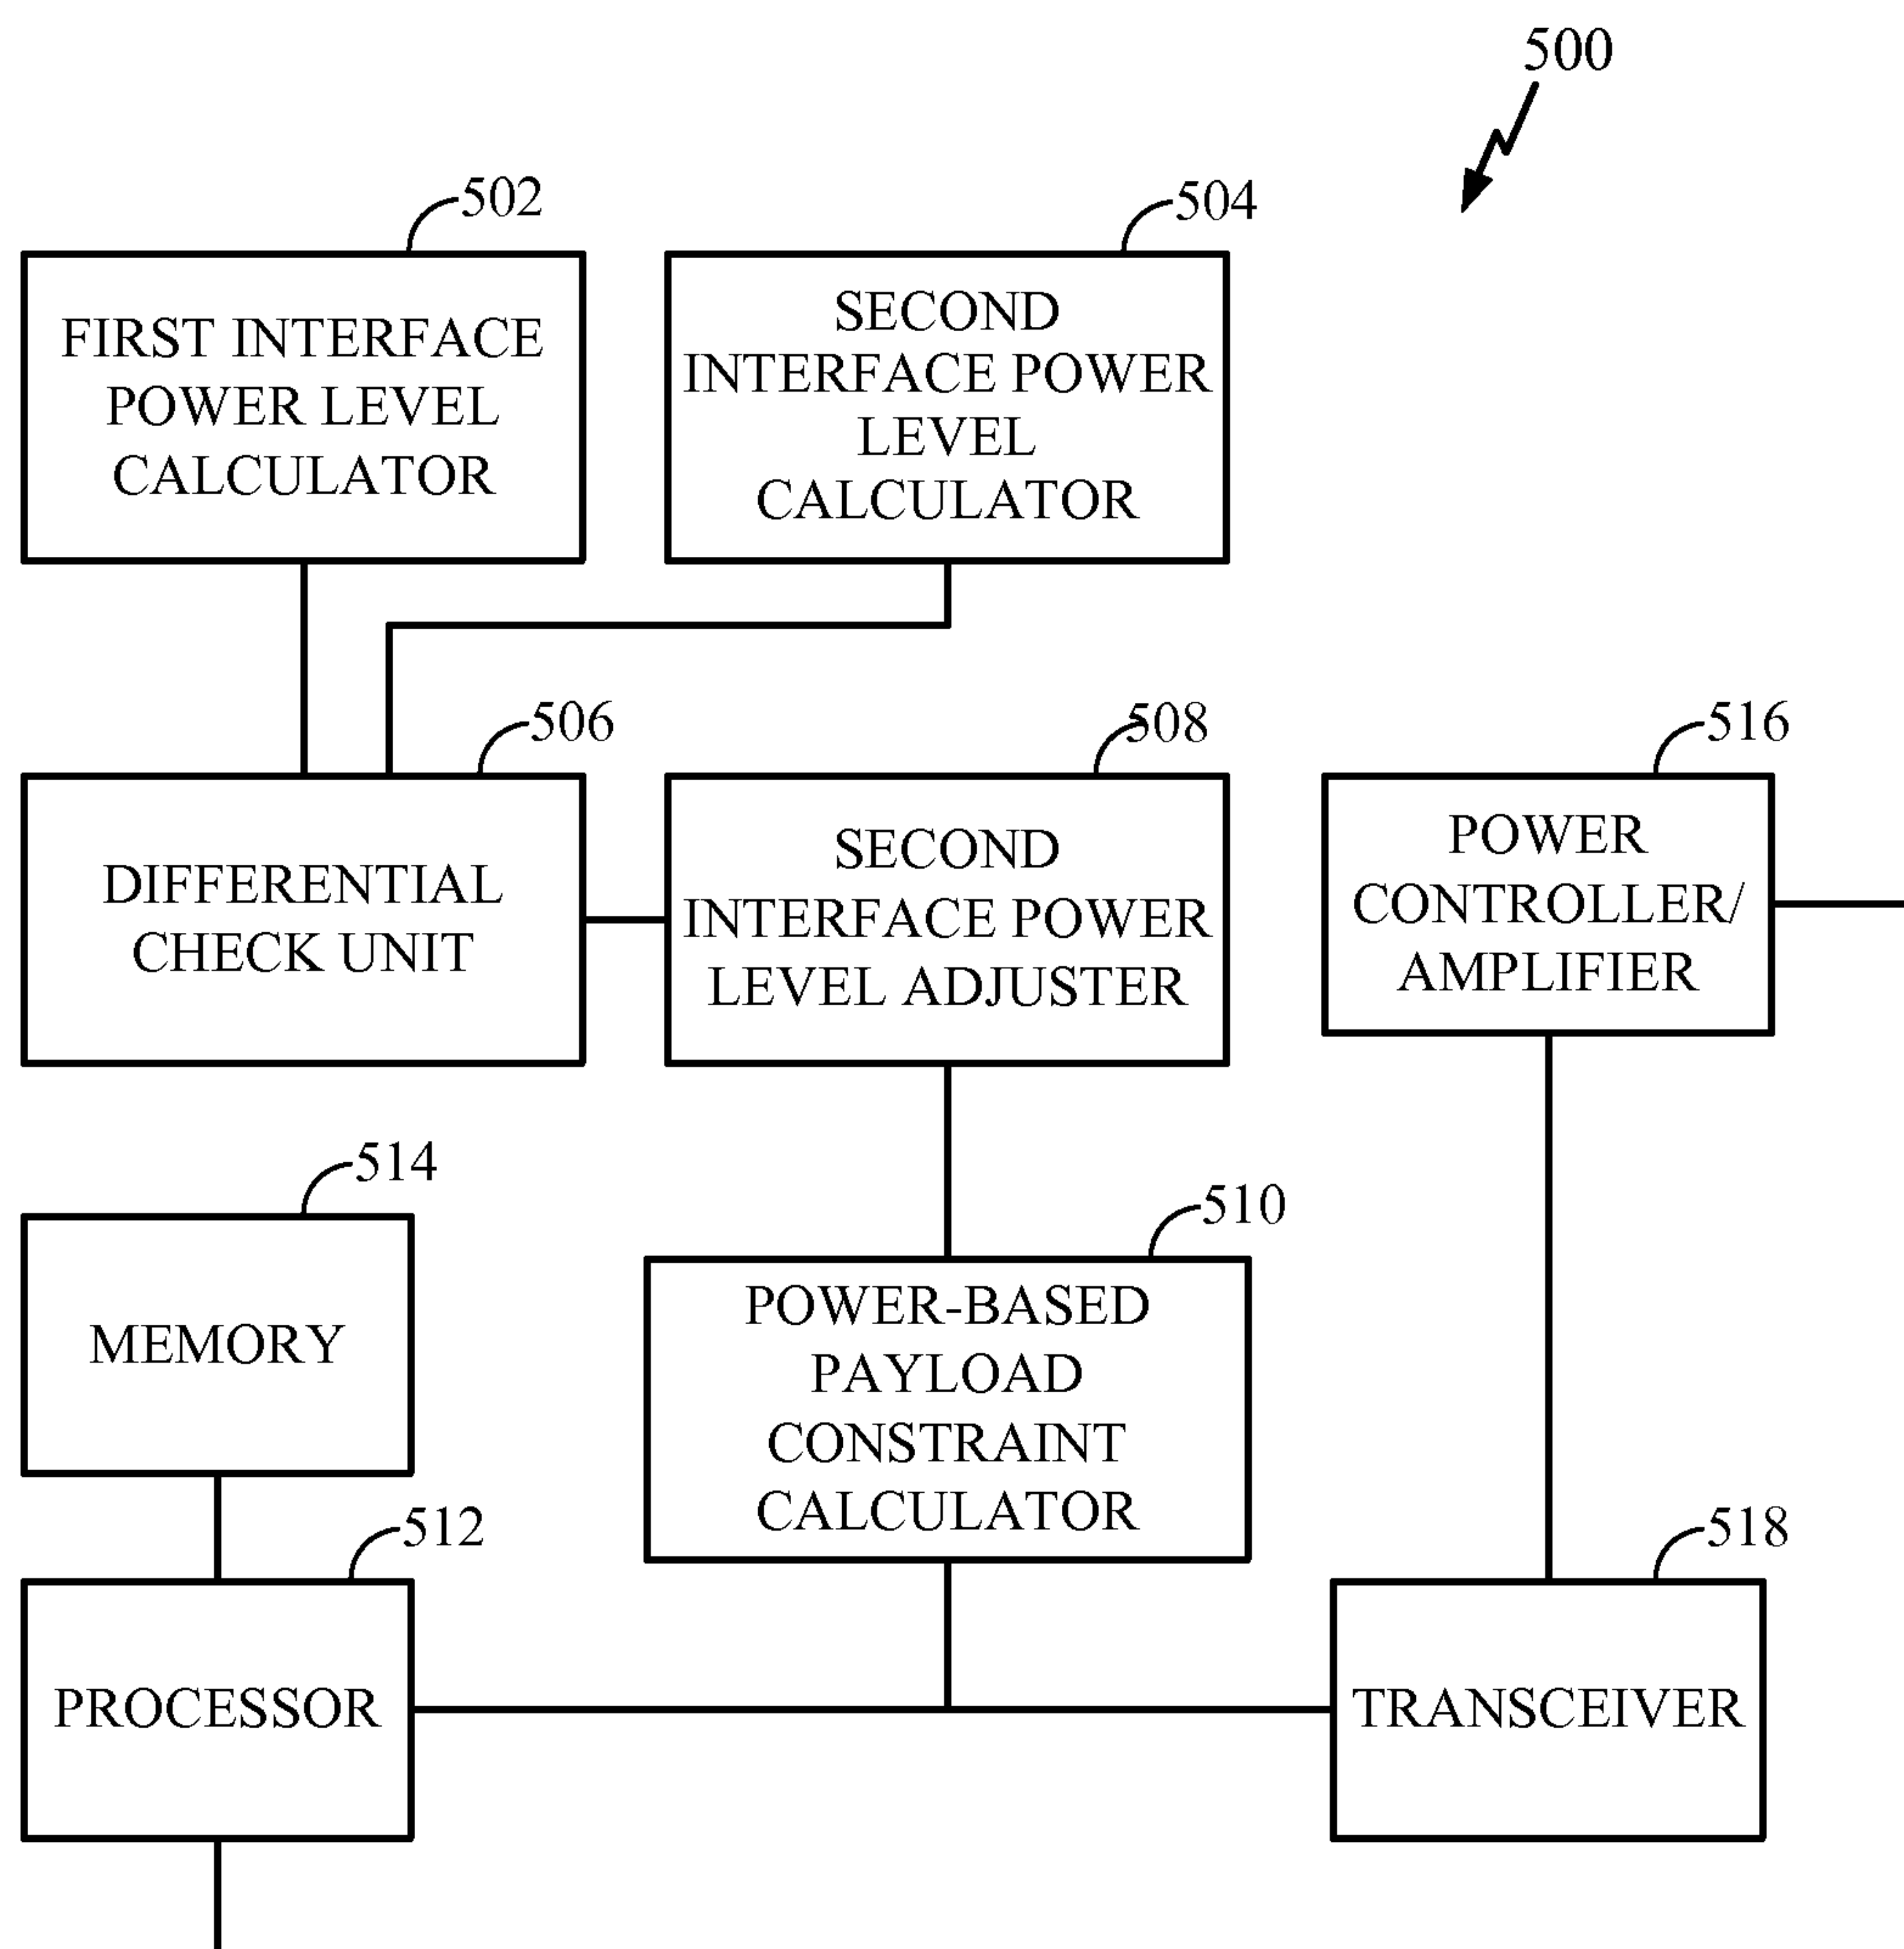 500
502
FIRST INTERFACE
POWER LEVEL
CALCULATOR
504
SECOND
INTERFACE POWER
LEVEL
CALCULATOR
506
DIFFERENTIAL
CHECK UNIT
508
SECOND
INTERFACE POWER
LEVEL ADJUSTER
516
POWER
CONTROLLER/
AMPLIFIER
514
MEMORY
510
POWER-BASED
PAYLOAD
CONSTRAINT
CALCULATOR
512
PROCESSOR
518
TRANSCEIVER